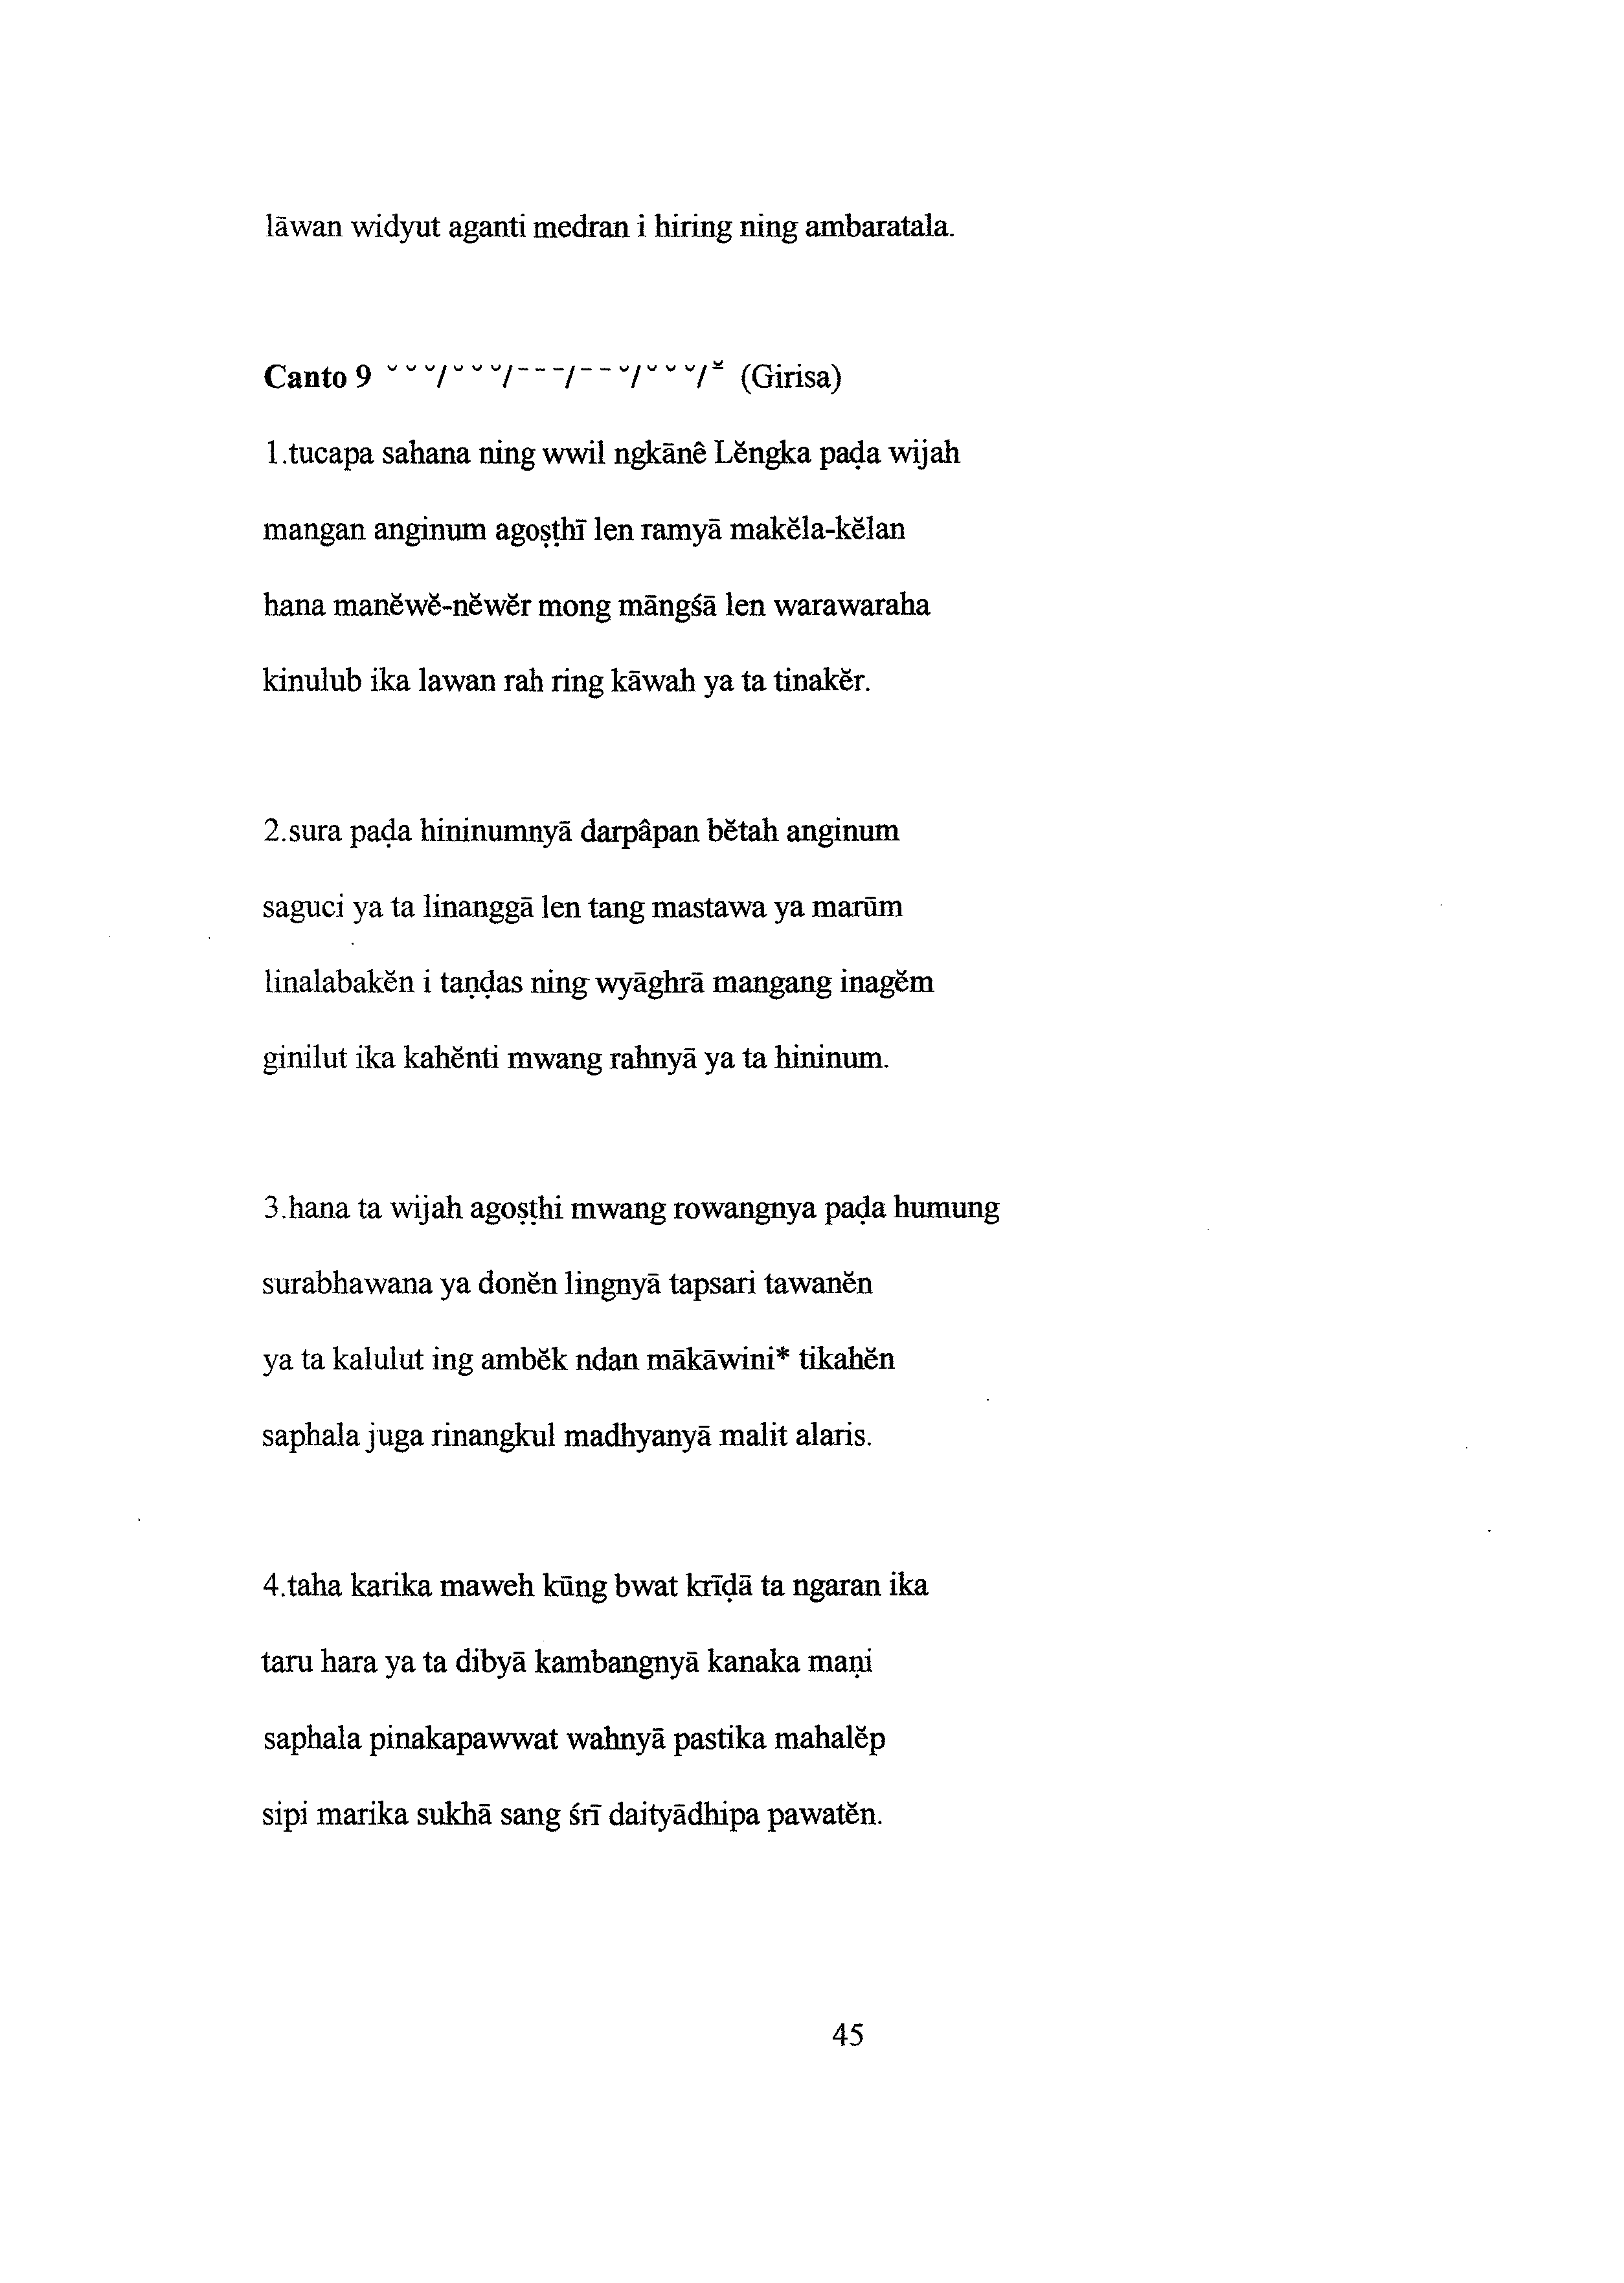 lāwan widyut aganti medran i hiring ning ambaratala.
Canto 9 ˘ ˘ ˘/˘ ˘ ˘/- - -/- - ˘/˘ ˘ ˘/⏓ (Girisa)
1.tucapa sahana ning wwil ngkānê Lĕngka paḍa wijah
mangan anginum agoṣṭhī len ramyā makĕla-kĕlan
hana manĕwĕ-nĕwĕr mong māngśā len warawaraha
kinulub ika lawan rah ring kāwah ya ta tinakĕr.
2.sura paḍa hininumnyā darpâpan bĕtah anginum
saguci ya ta linanggā len tang mastawa ya marūm
linalabakĕn i taṇḍas ning wyāghrā mangang inagĕm
ginilut ika kahĕnti mwang rahnyā ya ta hininum.
3.hana ta wijah agoṣṭhi mwang rowangnya paḍa humung
surabhawana ya donĕn lingnyā tapsari tawanĕn
ya ta kalulut ing ambĕk ndan mākāwini* tikahĕn
saphala juga rinangkul madhyanyā malit alaris.
4.taha karika maweh kūng bwat krīḍā ta ngaran ika
taru hara ya ta dibyā kambangnyā kanaka maṇi
saphala pinakapawwat wahnyā pastika mahalĕp
sipi marika sukhā sang śrī daityādhipa pawatĕn.
45